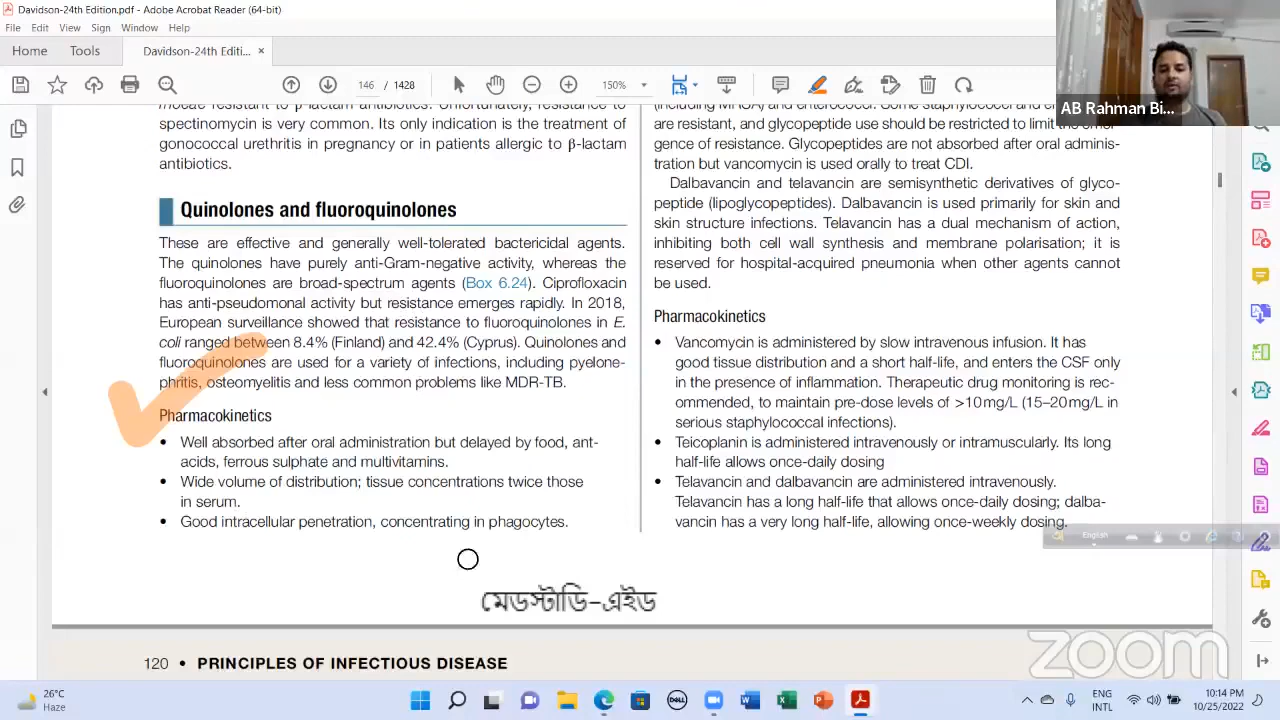 Davidson-24th Edition.pdf - Adobe Acrobat Reader (64-bit)
File Edit View Sign Window Help
Home Tools Davidson-24th Editi... ×
146 / 1428 150%
AB Rahman Bi...
resistant to β-lactam antibiotics. Unfortunately, resistance to
spectinomycin is very common. Its only indication is the treatment of
gonococcal urethritis in pregnancy or in patients allergic to β-lactam
antibiotics.
Quinolones and fluoroquinolones
These are effective and generally well-tolerated bactericidal agents.
The quinolones have purely anti-Gram-negative activity, whereas the
fluoroquinolones are broad-spectrum agents (Box 6.24). Ciprofloxacin
has anti-pseudomonal activity but resistance emerges rapidly. In 2018,
European surveillance showed that resistance to fluoroquinolones in E.
coli ranged between 8.4% (Finland) and 42.4% (Cyprus). Quinolones and
fluoroquinolones are used for a variety of infections, including pyelone-
phritis, osteomyelitis and less common problems like MDR-TB.
Pharmacokinetics
• Well absorbed after oral administration but delayed by food, ant-
acids, ferrous sulphate and multivitamins.
• Wide volume of distribution; tissue concentrations twice those
in serum.
• Good intracellular penetration, concentrating in phagocytes.
(including MRSA) and enterococci. Some staphylococci and
are resistant, and glycopeptide use should be restricted to limit the emer-
gence of resistance. Glycopeptides are not absorbed after oral adminis-
tration but vancomycin is used orally to treat CDI.
Dalbavancin and telavancin are semisynthetic derivatives of glyco-
peptide (lipoglycopeptides). Dalbavancin is used primarily for skin and
skin structure infections. Telavancin has a dual mechanism of action,
inhibiting both cell wall synthesis and membrane polarisation; it is
reserved for hospital-acquired pneumonia when other agents cannot
be used.
Pharmacokinetics
• Vancomycin is administered by slow intravenous infusion. It has
good tissue distribution and a short half-life, and enters the CSF only
in the presence of inflammation. Therapeutic drug monitoring is rec-
ommended, to maintain pre-dose levels of >10 mg/L (15–20 mg/L in
serious staphylococcal infections).
• Teicoplanin is administered intravenously or intramuscularly. Its long
half-life allows once-daily dosing
• Telavancin and dalbavancin are administered intravenously.
Telavancin has a long half-life that allows once-daily dosing; dalba-
vancin has a very long half-life, allowing once-weekly dosing.
English
মেডস্টাডি-এইড
zoom
120 • PRINCIPLES OF INFECTIOUS DISEASE
26°C
Haze
DELL
ENG
INTL
10:14 PM
10/25/2022